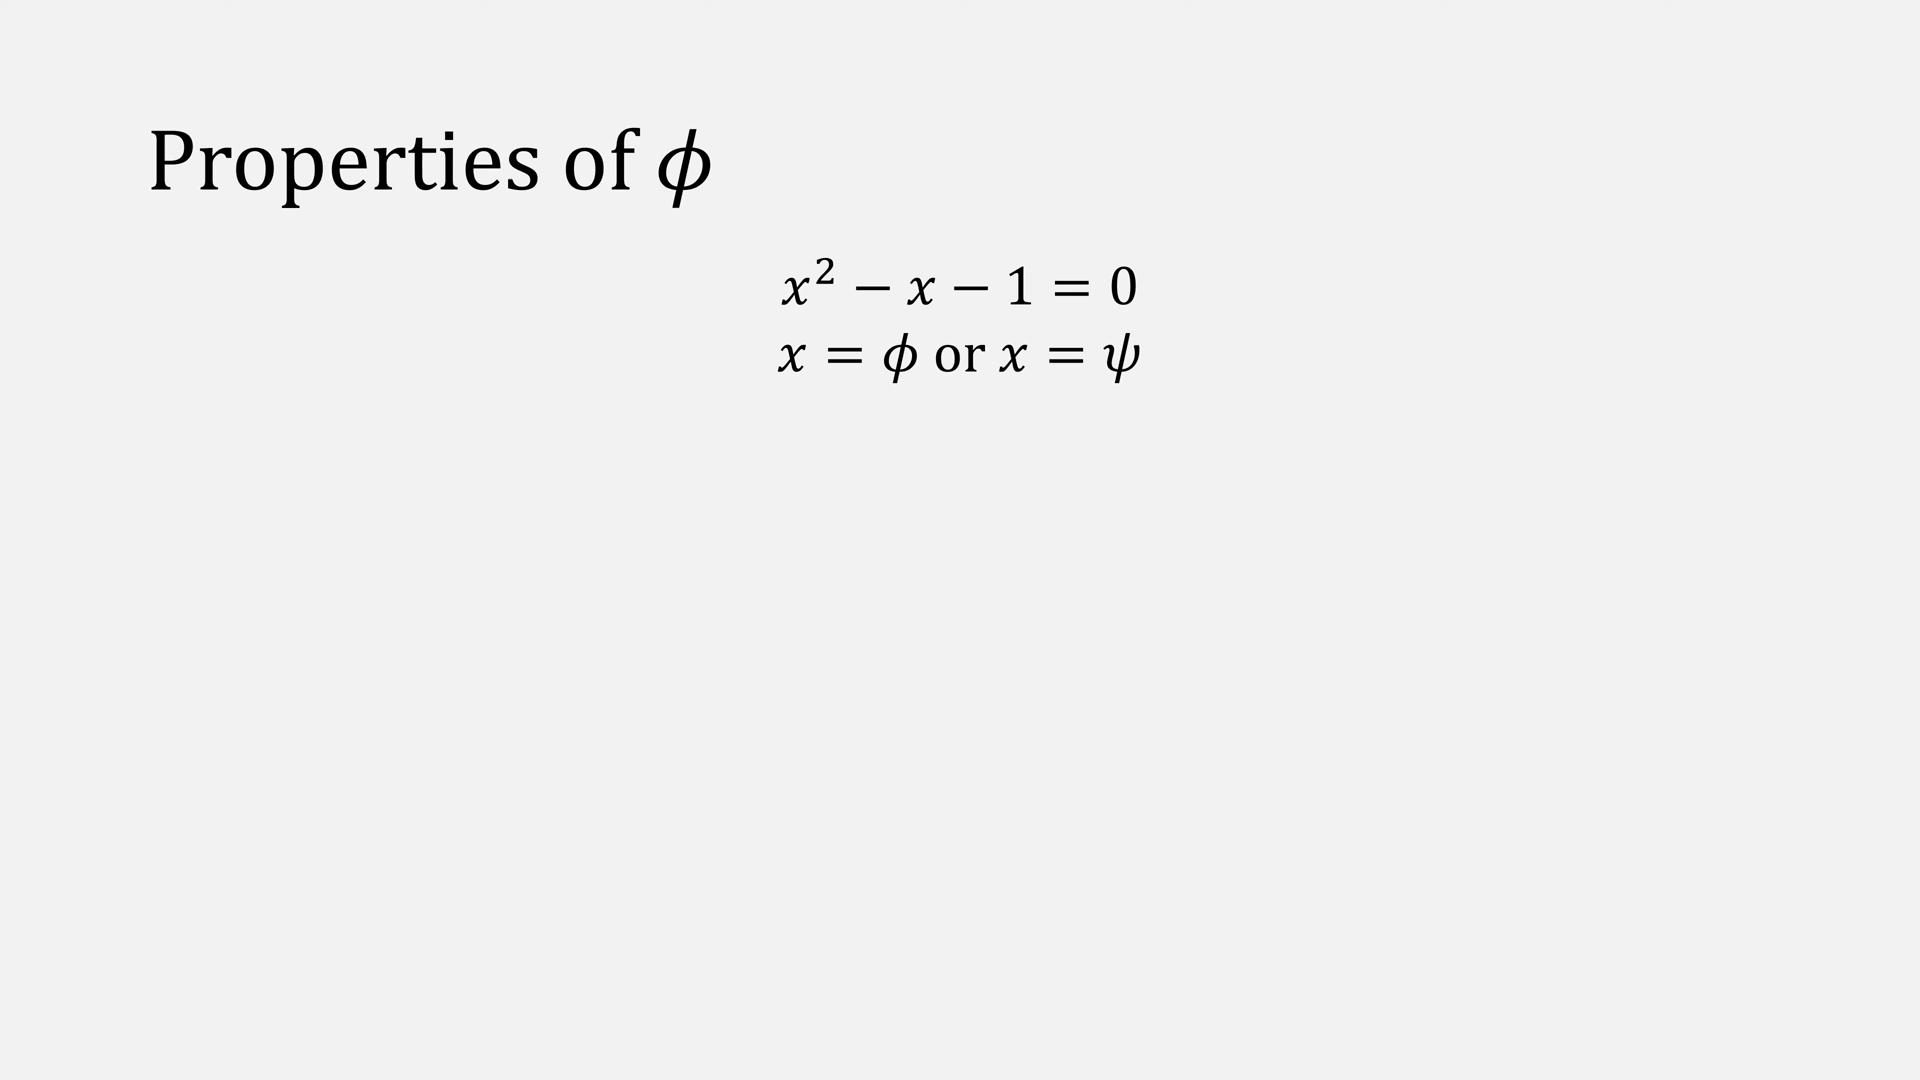 Properties of 𝜙
𝑥² − 𝑥 − 1 = 0
𝑥 = 𝜙 or 𝑥 = 𝜓